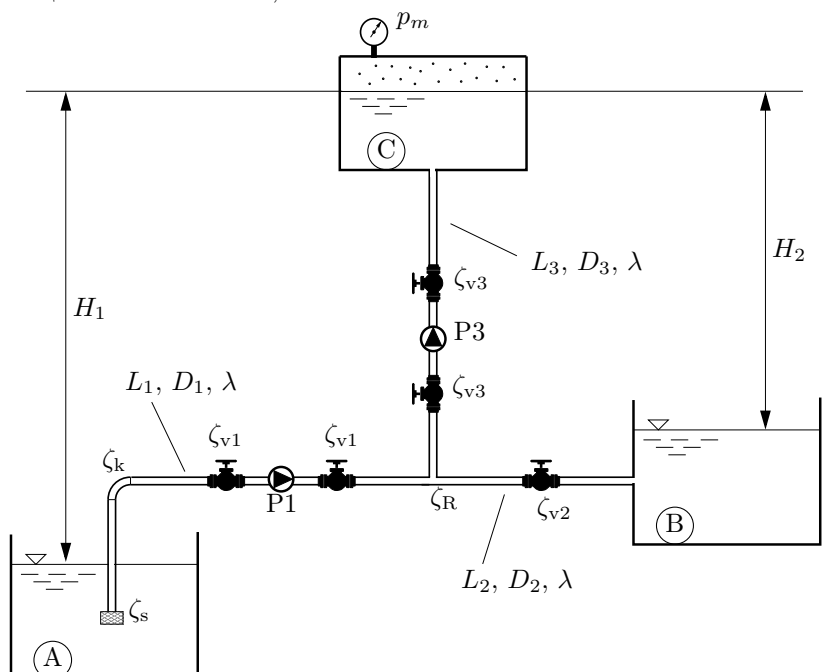 p_m
C
H_2
L_3, D_3, λ
ζ_v3
H_1
P3
L_1, D_1, λ
ζ_v3
ζ_v1
ζ_v1
ζ_k
P1
ζ_R
ζ_v2
B
L_2, D_2, λ
ζ_s
A